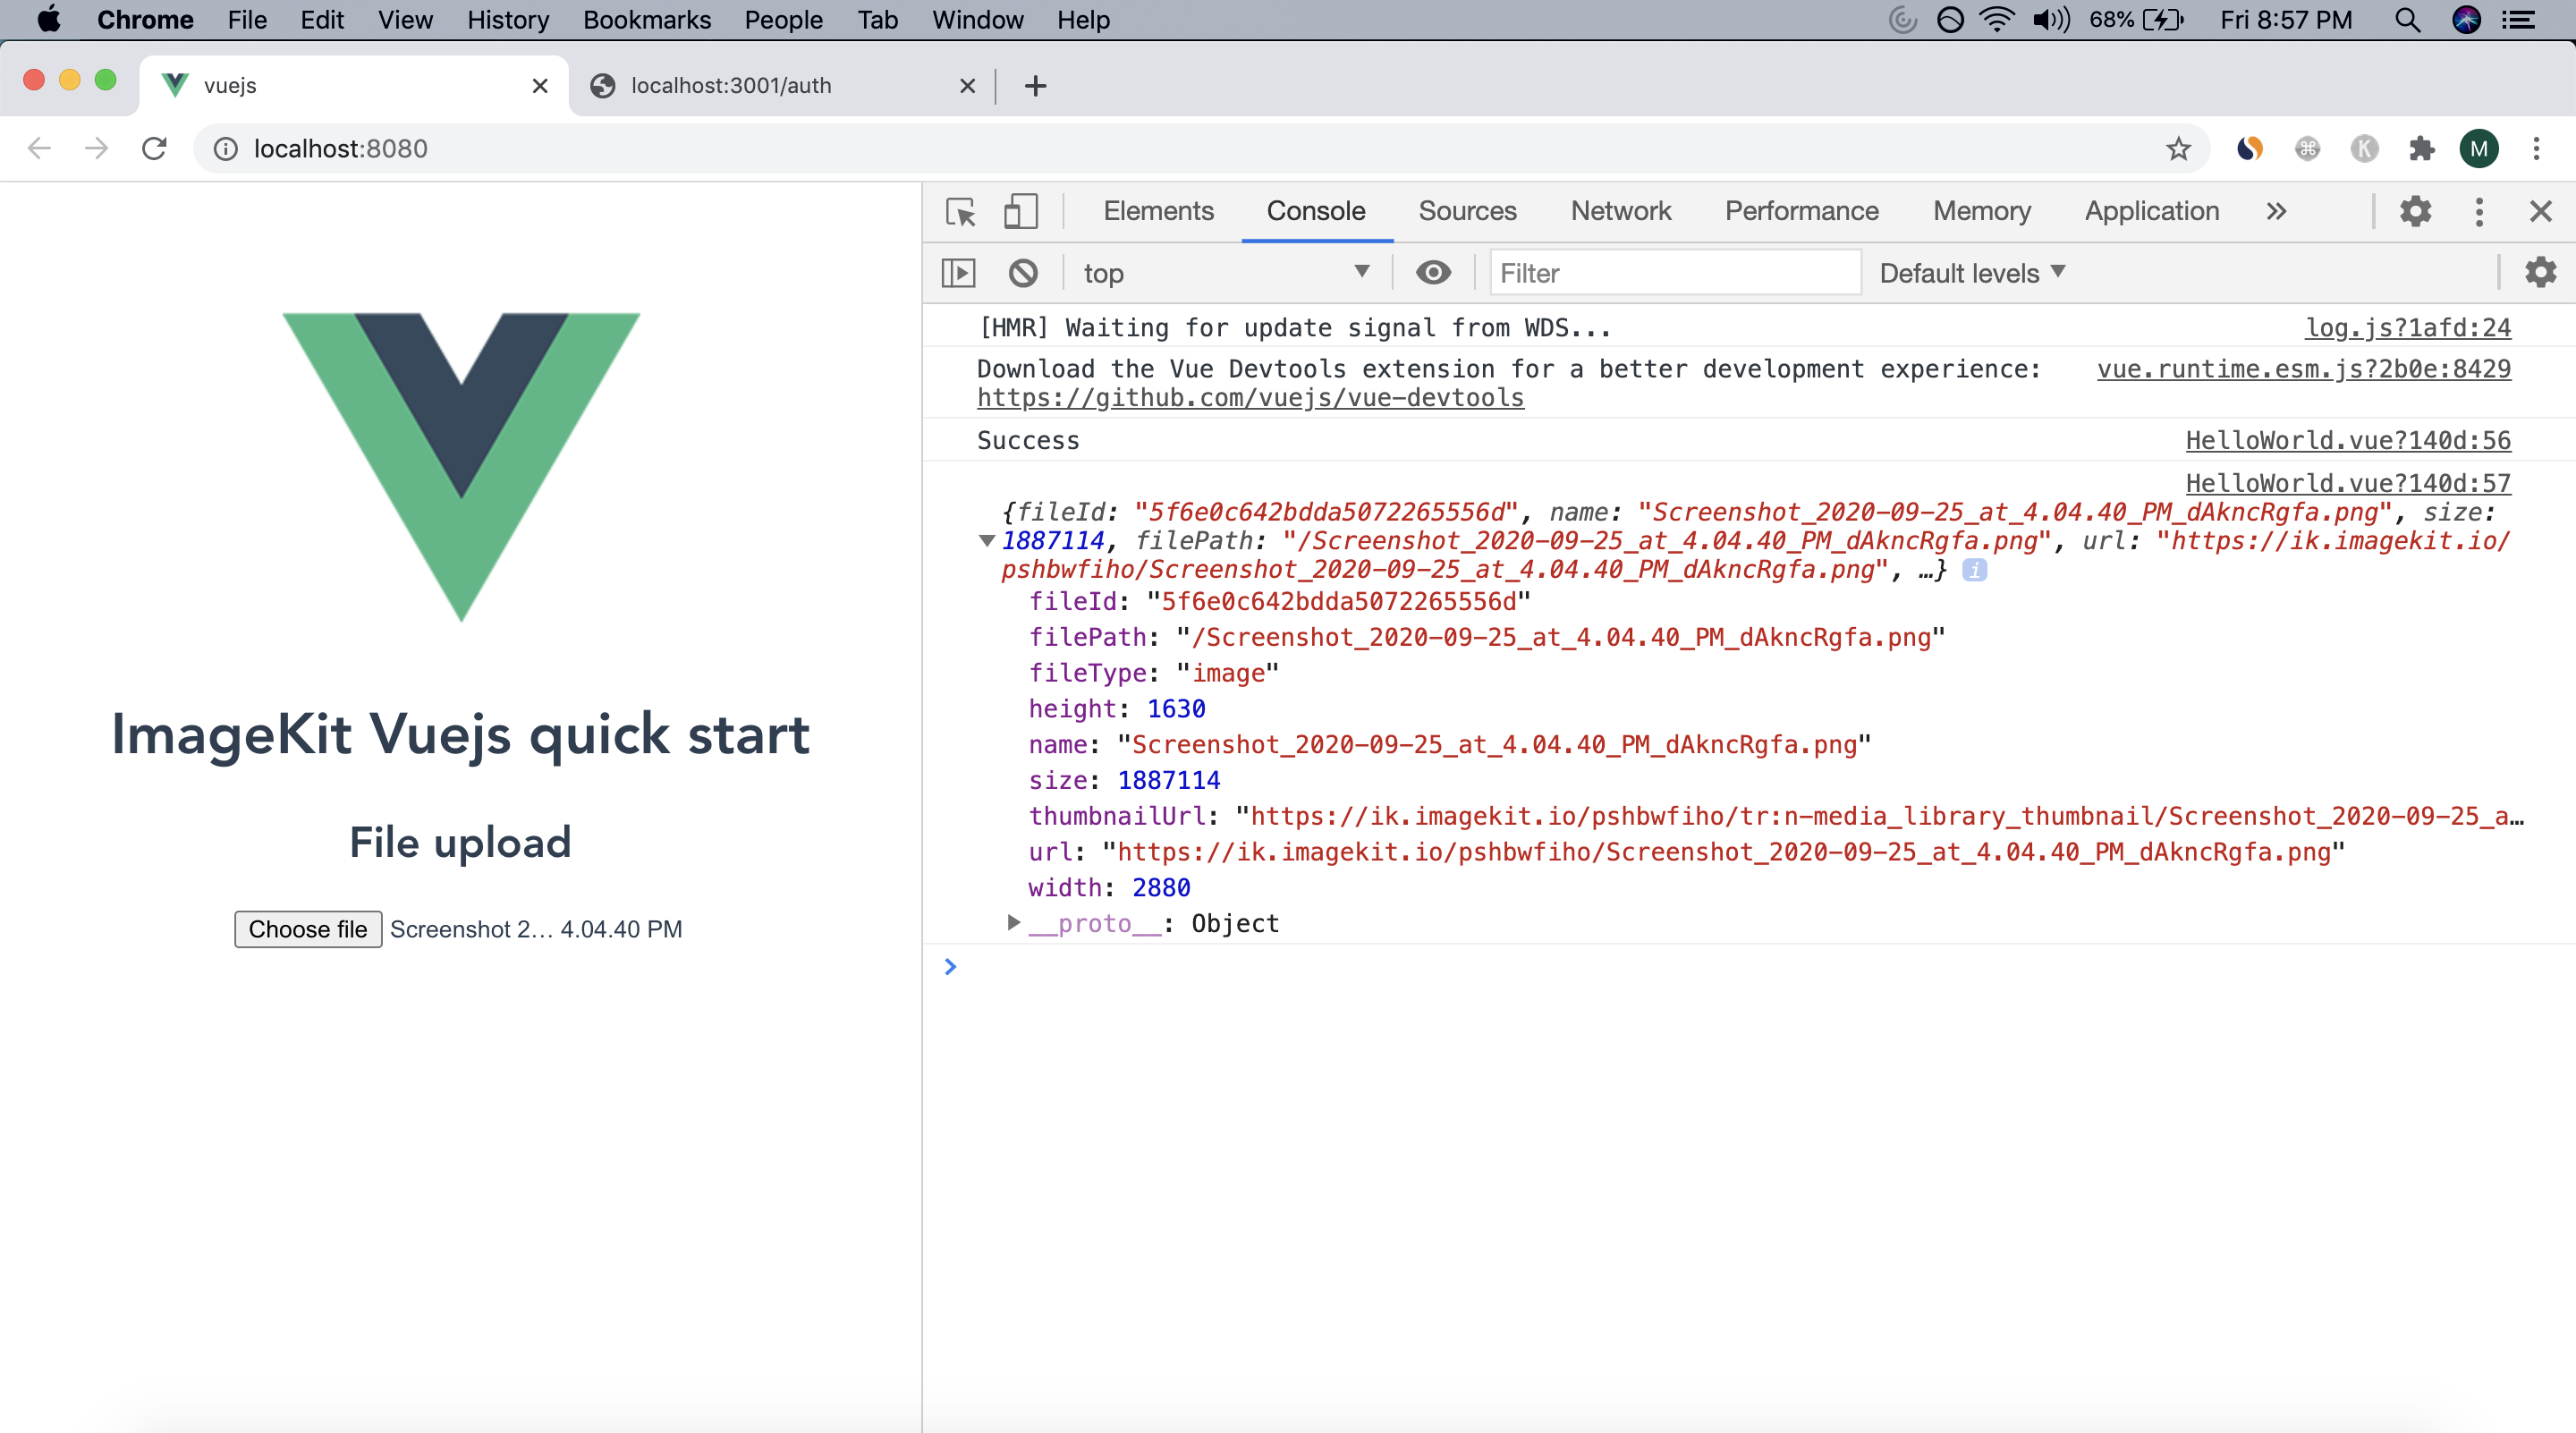 Chrome File Edit View History Bookmarks People Tab Window Help 68% Fri 8:57 PM
vuejs localhost:3001/auth
localhost:8080 K M
Elements Console Sources Network Performance Memory Application
top Filter Default levels
[HMR] Waiting for update signal from WDS... log.js?1afd:24
Download the Vue Devtools extension for a better development experience: vue.runtime.esm.js?2b0e:8429
https://github.com/vuejs/vue-devtools
Success HelloWorld.vue?140d:56
HelloWorld.vue?140d:57
{fileId: "5f6e0c642bdda5072265556d", name: "Screenshot_2020-09-25_at_4.04.40_PM_dAkncRgfa.png", size:
1887114, filePath: "/Screenshot_2020-09-25_at_4.04.40_PM_dAkncRgfa.png", url: "https://ik.imagekit.io/
pshbwfiho/Screenshot_2020-09-25_at_4.04.40_PM_dAkncRgfa.png", …} i
fileId: "5f6e0c642bdda5072265556d"
filePath: "/Screenshot_2020-09-25_at_4.04.40_PM_dAkncRgfa.png"
fileType: "image"
height: 1630
name: "Screenshot_2020-09-25_at_4.04.40_PM_dAkncRgfa.png"
size: 1887114
thumbnailUrl: "https://ik.imagekit.io/pshbwfiho/tr:n-media_library_thumbnail/Screenshot_2020-09-25_a…
url: "https://ik.imagekit.io/pshbwfiho/Screenshot_2020-09-25_at_4.04.40_PM_dAkncRgfa.png"
width: 2880
__proto__: Object
ImageKit Vuejs quick start
File upload
Choose file Screenshot 2... 4.04.40 PM